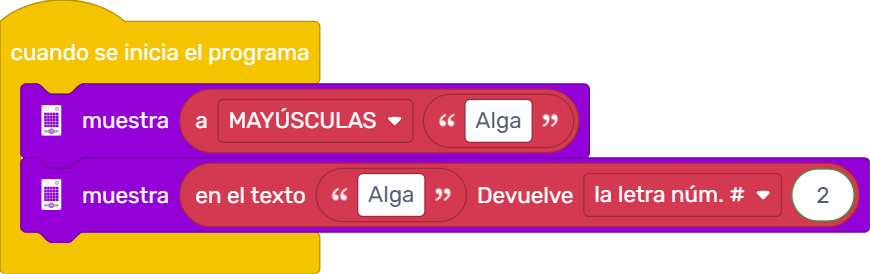 cuando se inicia el programa
muestra a MAYÚSCULAS “ Alga ”
muestra en el texto “ Alga ” Devuelve la letra núm. # 2